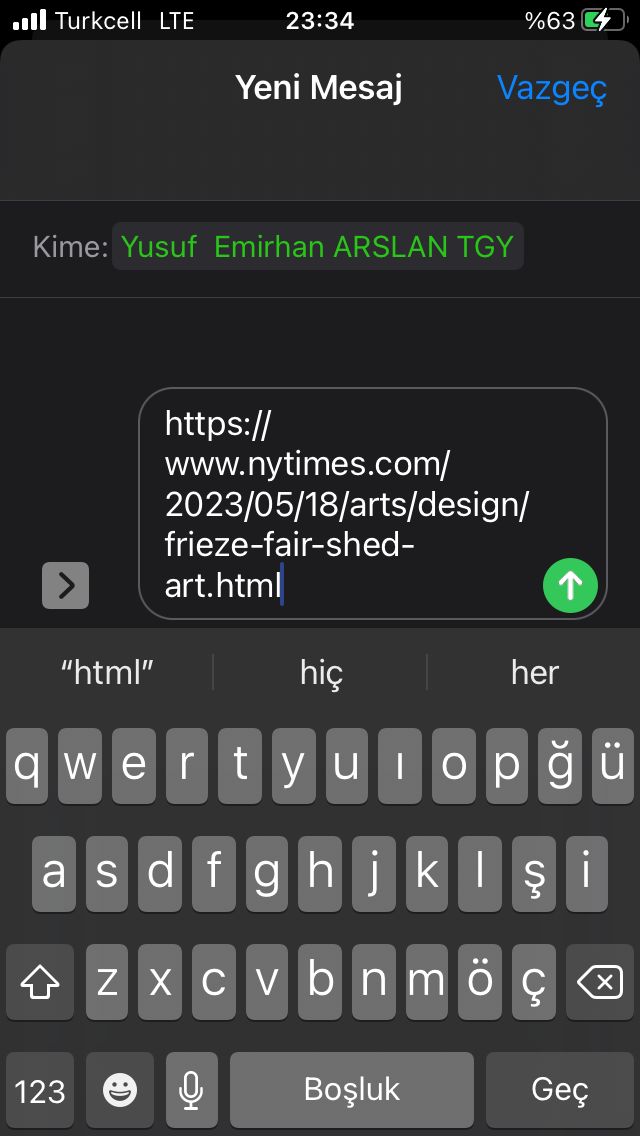 Turkcell LTE 23:34 %63
Yeni Mesaj Vazgeç
Kime: Yusuf Emirhan ARSLAN TGY
https://
www.nytimes.com/
2023/05/18/arts/design/
frieze-fair-shed-
art.html
“html” hiç her
q w e r t y u ı o p ğ ü
a s d f g h j k l ş i
z x c v b n m ö ç
123 Boşluk Geç